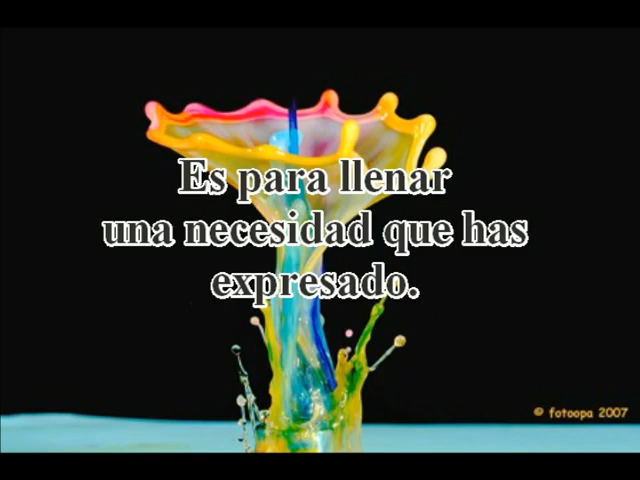 Es para llenar
una necesidad que has
expresado.
© fotoopa 2007